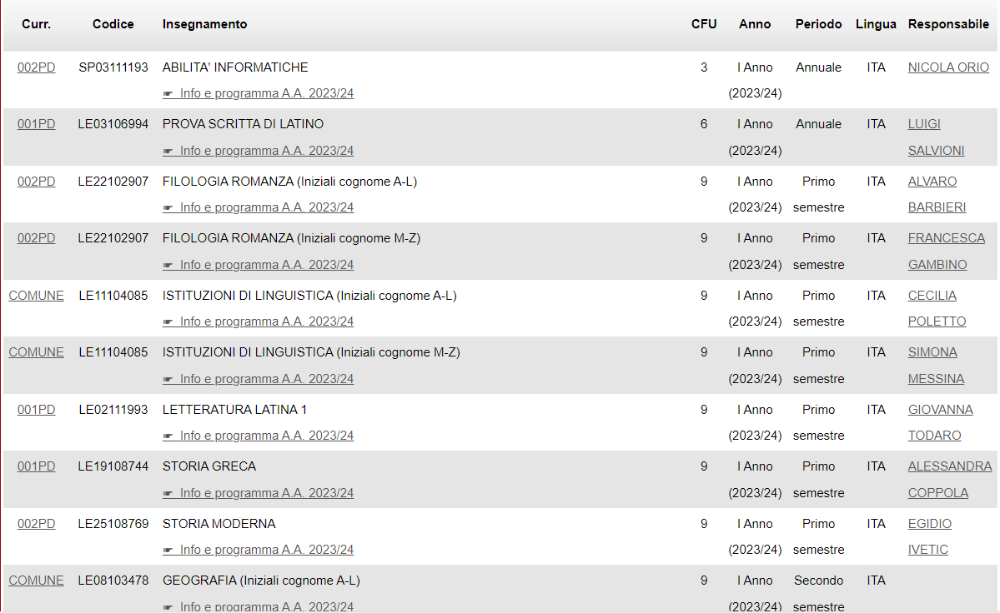 Curr. Codice Insegnamento CFU Anno Periodo Lingua Responsabile
002PD SP03111193 ABILITA' INFORMATICHE 3 I Anno Annuale ITA NICOLA ORIO
Info e programma A.A. 2023/24 (2023/24)
001PD LE03106994 PROVA SCRITTA DI LATINO 6 I Anno Annuale ITA LUIGI
Info e programma A.A. 2023/24 (2023/24) SALVIONI
002PD LE22102907 FILOLOGIA ROMANZA (Iniziali cognome A-L) 9 I Anno Primo ITA ALVARO
Info e programma A.A. 2023/24 (2023/24) semestre BARBIERI
002PD LE22102907 FILOLOGIA ROMANZA (Iniziali cognome M-Z) 9 I Anno Primo ITA FRANCESCA
Info e programma A.A. 2023/24 (2023/24) semestre GAMBINO
COMUNE LE11104085 ISTITUZIONI DI LINGUISTICA (Iniziali cognome A-L) 9 I Anno Primo ITA CECILIA
Info e programma A.A. 2023/24 (2023/24) semestre POLETTO
COMUNE LE11104085 ISTITUZIONI DI LINGUISTICA (Iniziali cognome M-Z) 9 I Anno Primo ITA SIMONA
Info e programma A.A. 2023/24 (2023/24) semestre MESSINA
001PD LE02111993 LETTERATURA LATINA 1 9 I Anno Primo ITA GIOVANNA
Info e programma A.A. 2023/24 (2023/24) semestre TODARO
001PD LE19108744 STORIA GRECA 9 I Anno Primo ITA ALESSANDRA
Info e programma A.A. 2023/24 (2023/24) semestre COPPOLA
002PD LE25108769 STORIA MODERNA 9 I Anno Primo ITA EGIDIO
Info e programma A.A. 2023/24 (2023/24) semestre IVETIC
COMUNE LE08103478 GEOGRAFIA (Iniziali cognome A-L) 9 I Anno Secondo ITA
Info e programma A.A. 2023/24 (2023/24) semestre